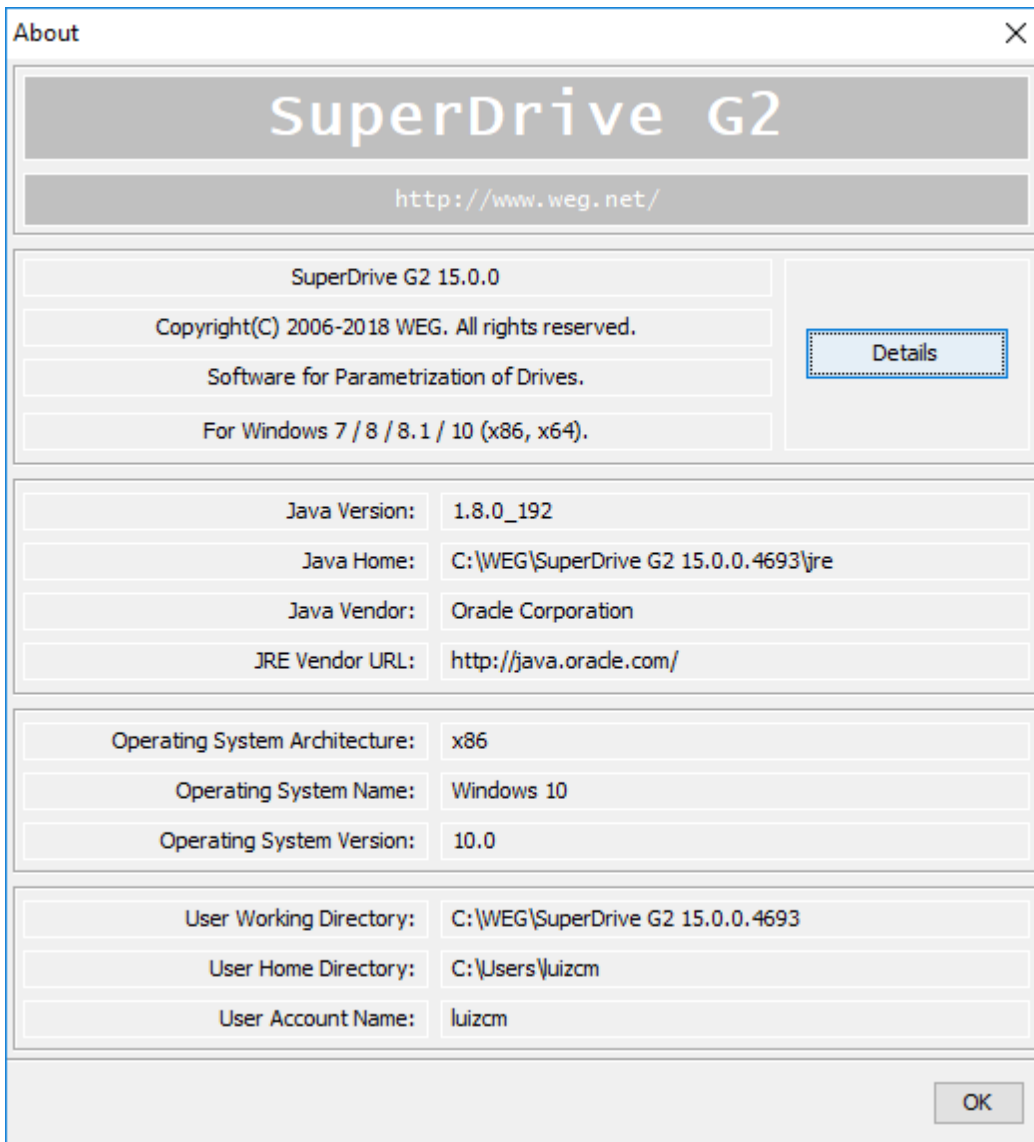 About
SuperDrive G2
http://www.weg.net/
SuperDrive G2 15.0.0
Copyright(C) 2006-2018 WEG. All rights reserved.
Software for Parametrization of Drives.
For Windows 7 / 8 / 8.1 / 10 (x86, x64).
Details
Java Version: 1.8.0_192
Java Home: C:\WEG\SuperDrive G2 15.0.0.4693\jre
Java Vendor: Oracle Corporation
JRE Vendor URL: http://java.oracle.com/
Operating System Architecture: x86
Operating System Name: Windows 10
Operating System Version: 10.0
User Working Directory: C:\WEG\SuperDrive G2 15.0.0.4693
User Home Directory: C:\Users\luizcm
User Account Name: luizcm
OK